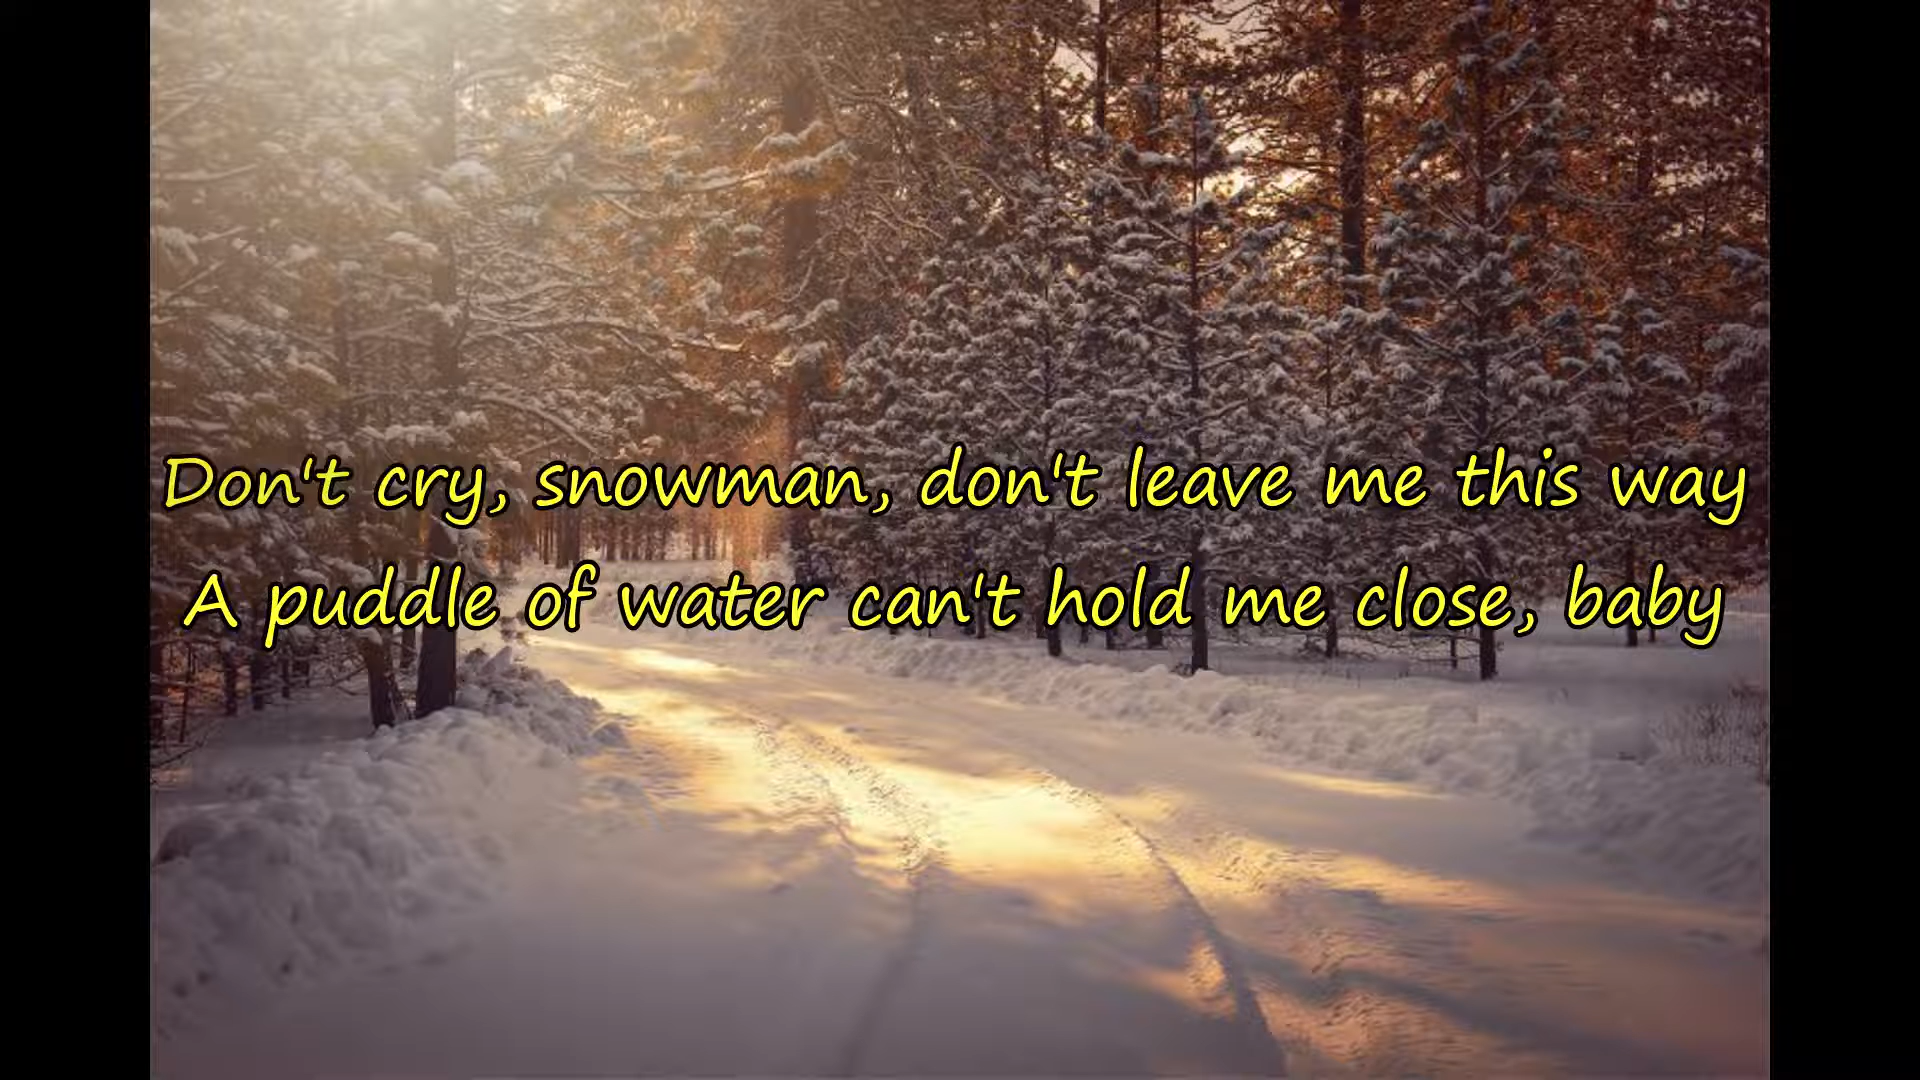 Don't cry, snowman, don't leave me this way
A puddle of water can't hold me close, baby